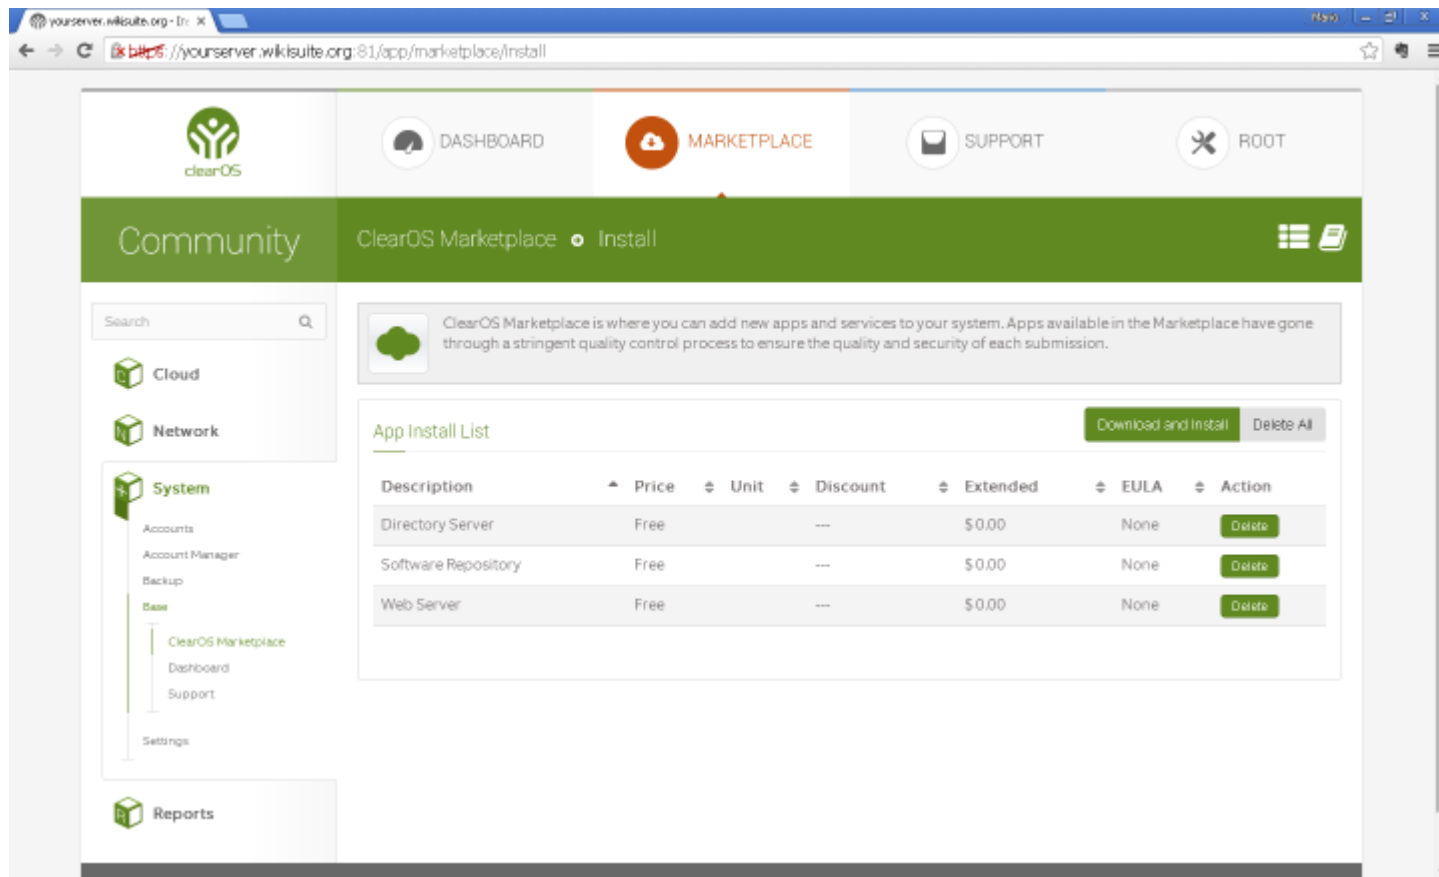 yourserver.wikisuite.org - In
Mario
https://yourserver.wikisuite.org:81/app/marketplace/install
clearOS
DASHBOARD
MARKETPLACE
SUPPORT
ROOT
Community
ClearOS Marketplace Install
Search
ClearOS Marketplace is where you can add new apps and services to your system. Apps available in the Marketplace have gone
through a stringent quality control process to ensure the quality and security of each submission.
Cloud
Network
System
Accounts
Account Manager
Backup
Base
ClearOS Marketplace
Dashboard
Support
Settings
Reports
App Install List
Download and Install Delete All
Description Price Unit Discount Extended EULA Action
Directory Server Free --- $0.00 None Delete
Software Repository Free --- $0.00 None Delete
Web Server Free --- $0.00 None Delete